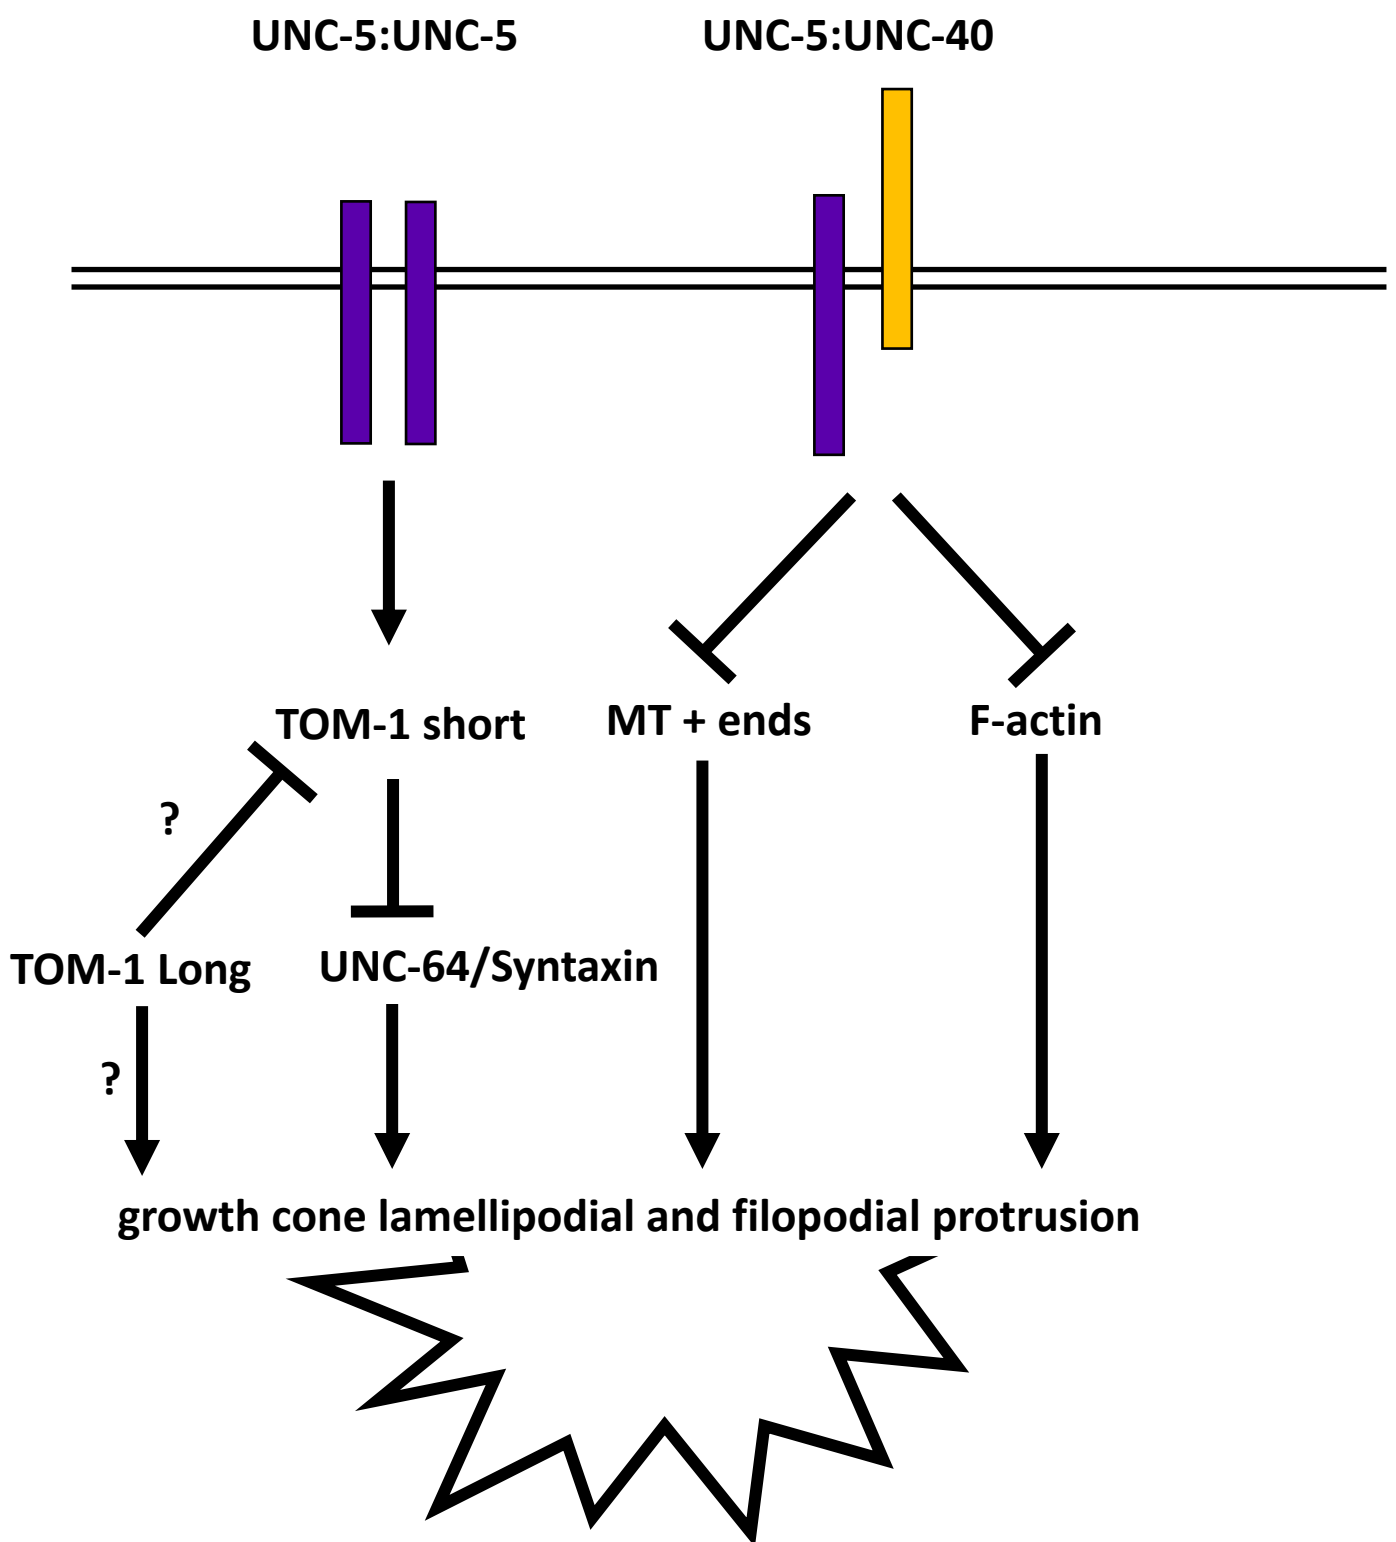 UNC-5:UNC-5
UNC-5:UNC-40
TOM-1 short
MT + ends
F-actin
?
TOM-1 Long
UNC-64/Syntaxin
?
growth cone lamellipodial and filopodial protrusion